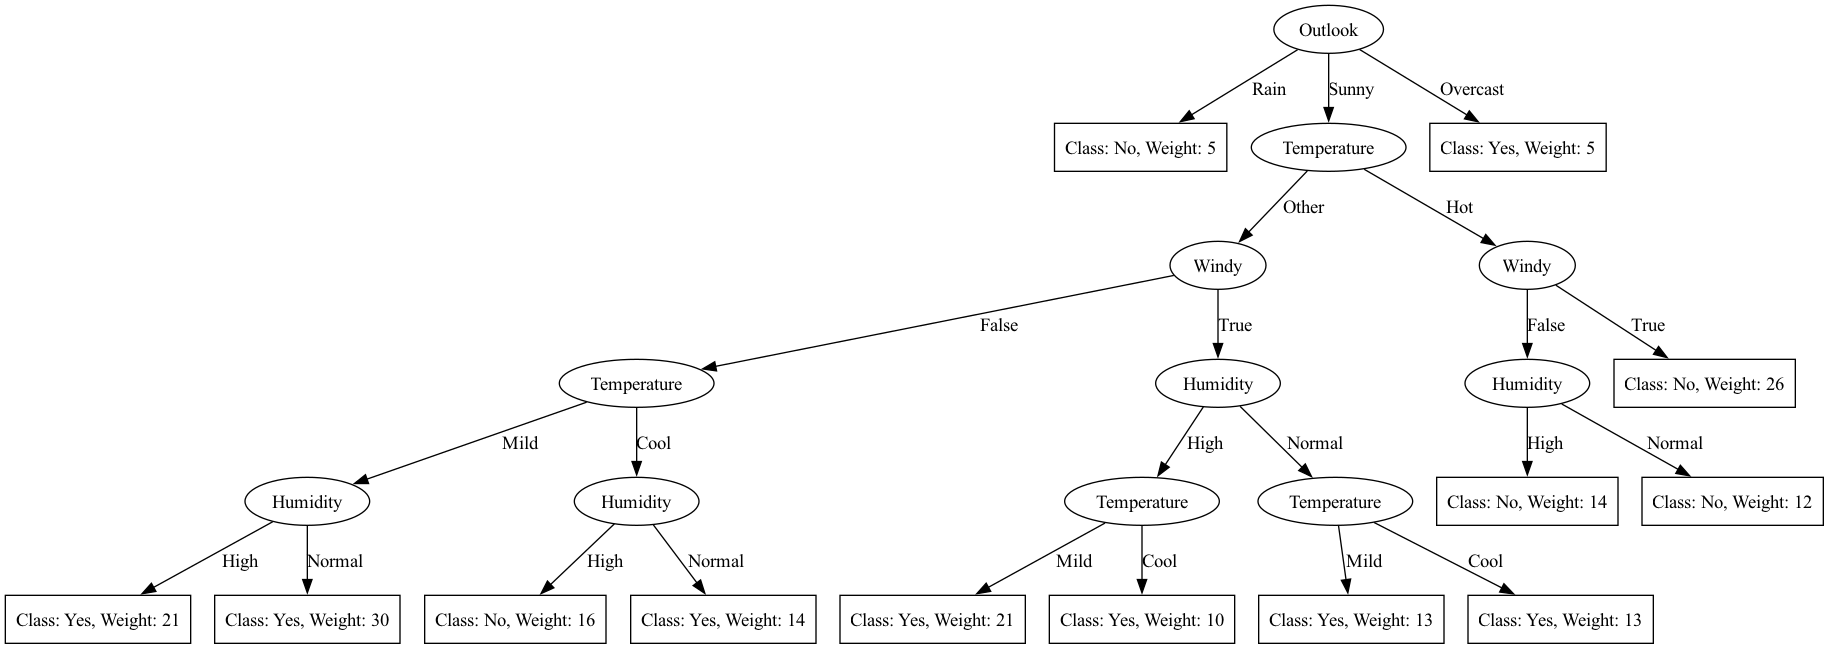 Outlook
Rain
Sunny
Overcast
Class: No, Weight: 5
Temperature
Class: Yes, Weight: 5
Other
Hot
Windy
Windy
False
True
False
True
Temperature
Humidity
Humidity
Class: No, Weight: 26
Mild
Cool
High
Normal
High
Normal
Humidity
Humidity
Temperature
Temperature
Class: No, Weight: 14
Class: No, Weight: 12
High
Normal
High
Normal
Mild
Cool
Mild
Cool
Class: Yes, Weight: 21
Class: Yes, Weight: 30
Class: No, Weight: 16
Class: Yes, Weight: 14
Class: Yes, Weight: 21
Class: Yes, Weight: 10
Class: Yes, Weight: 13
Class: Yes, Weight: 13